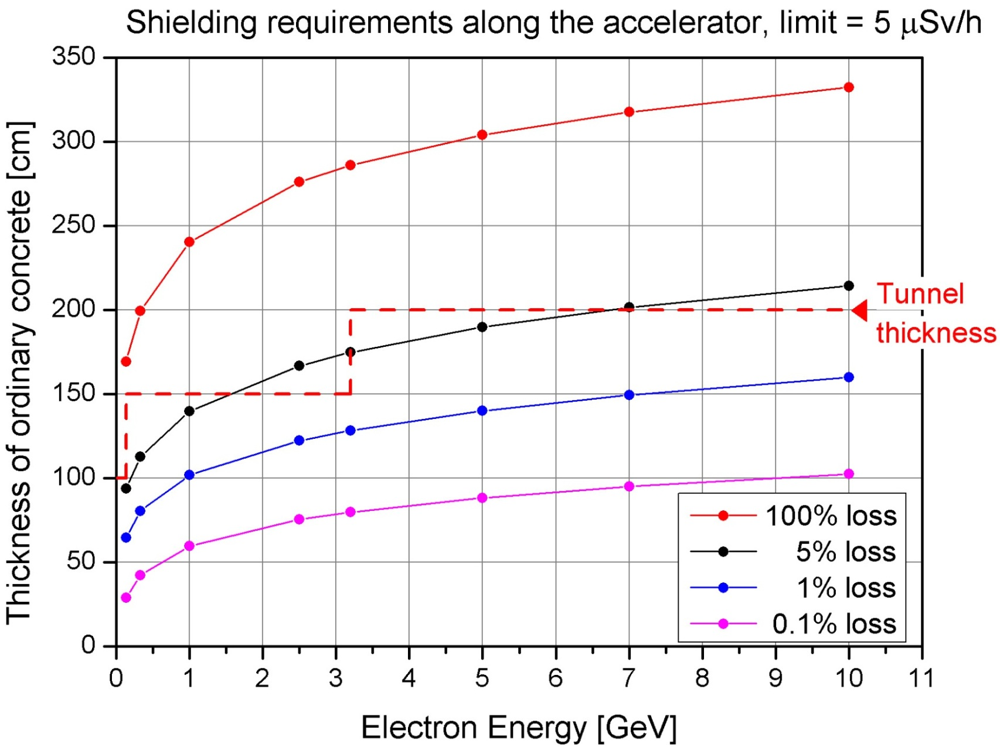 Shielding requirements along the accelerator, limit = 5 μSv/h
Thickness of ordinary concrete [cm]
350
300
250
200
150
100
50
0
Tunnel
thickness
100% loss
5% loss
1% loss
0.1% loss
0 1 2 3 4 5 6 7 8 9 10 11
Electron Energy [GeV]